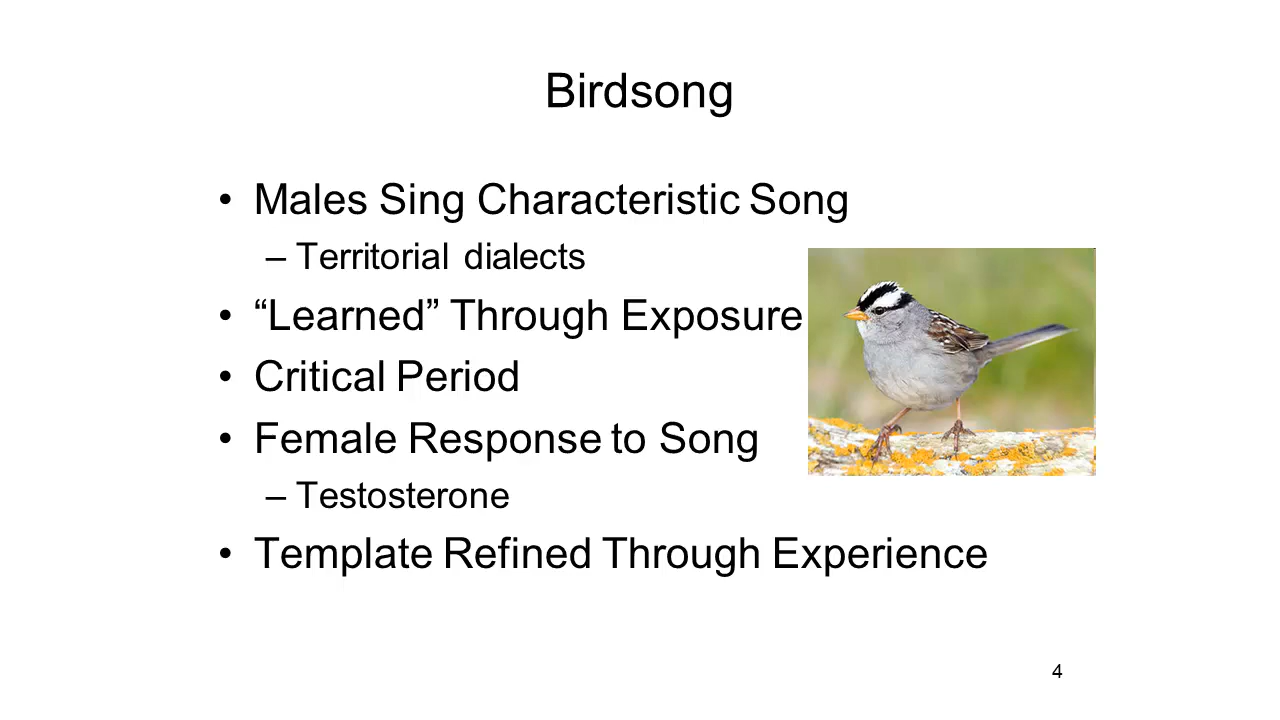 Birdsong
• Males Sing Characteristic Song
– Territorial dialects
• “Learned” Through Exposure
• Critical Period
• Female Response to Song
– Testosterone
• Template Refined Through Experience
4